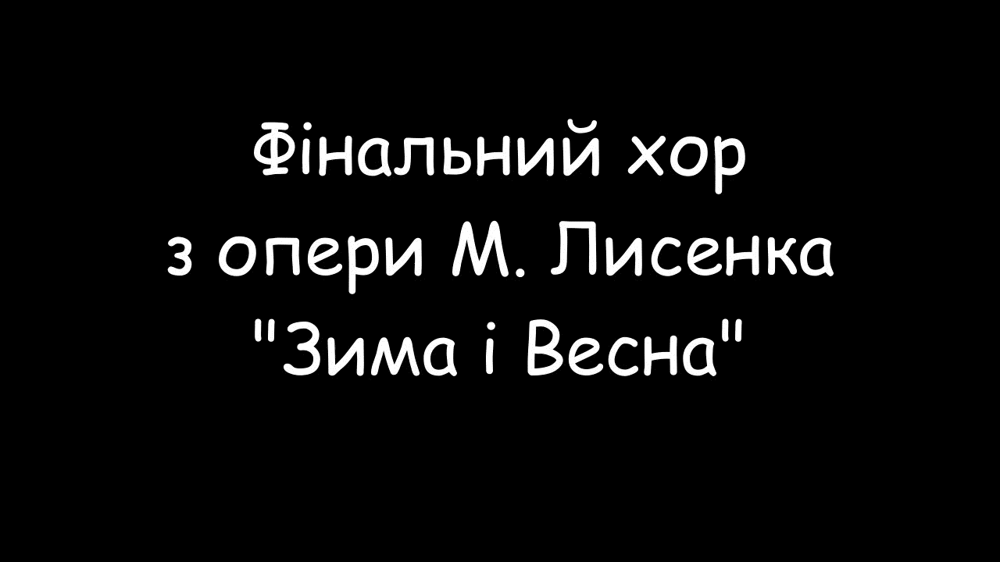 Фінальний хор
з опери М. Лисенка
"Зима і Весна"